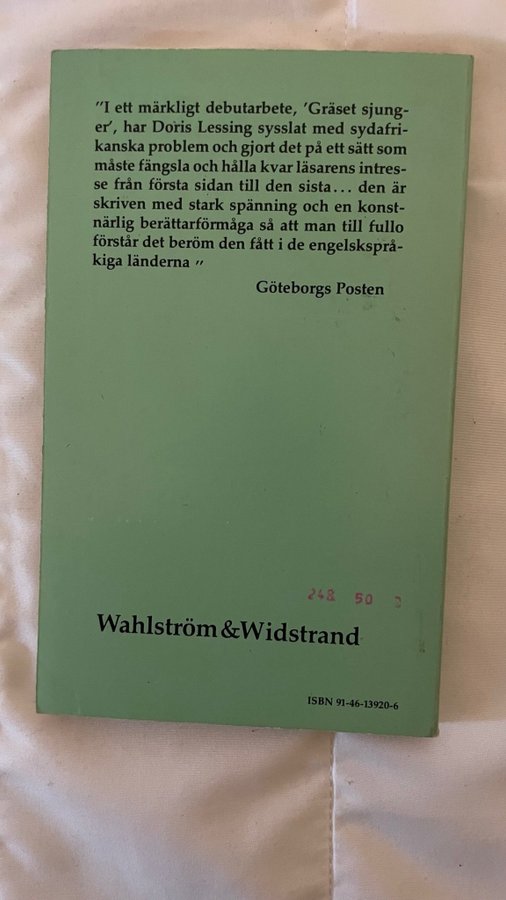 "I ett märkligt debutarbete, 'Gräset sjung-
er', har Doris Lessing sysslat med sydafri-
kanska problem och gjort det på ett sätt som
måste fängsla och hålla kvar läsarens intres-
se från första sidan till den sista... den är
skriven med stark spänning och en konst-
närlig berättarförmåga så att man till fullo
förstår det beröm den fått i de engelsksprå-
kiga länderna "
Göteborgs Posten
248 50
Wahlström & Widstrand
ISBN 91-46-13920-6